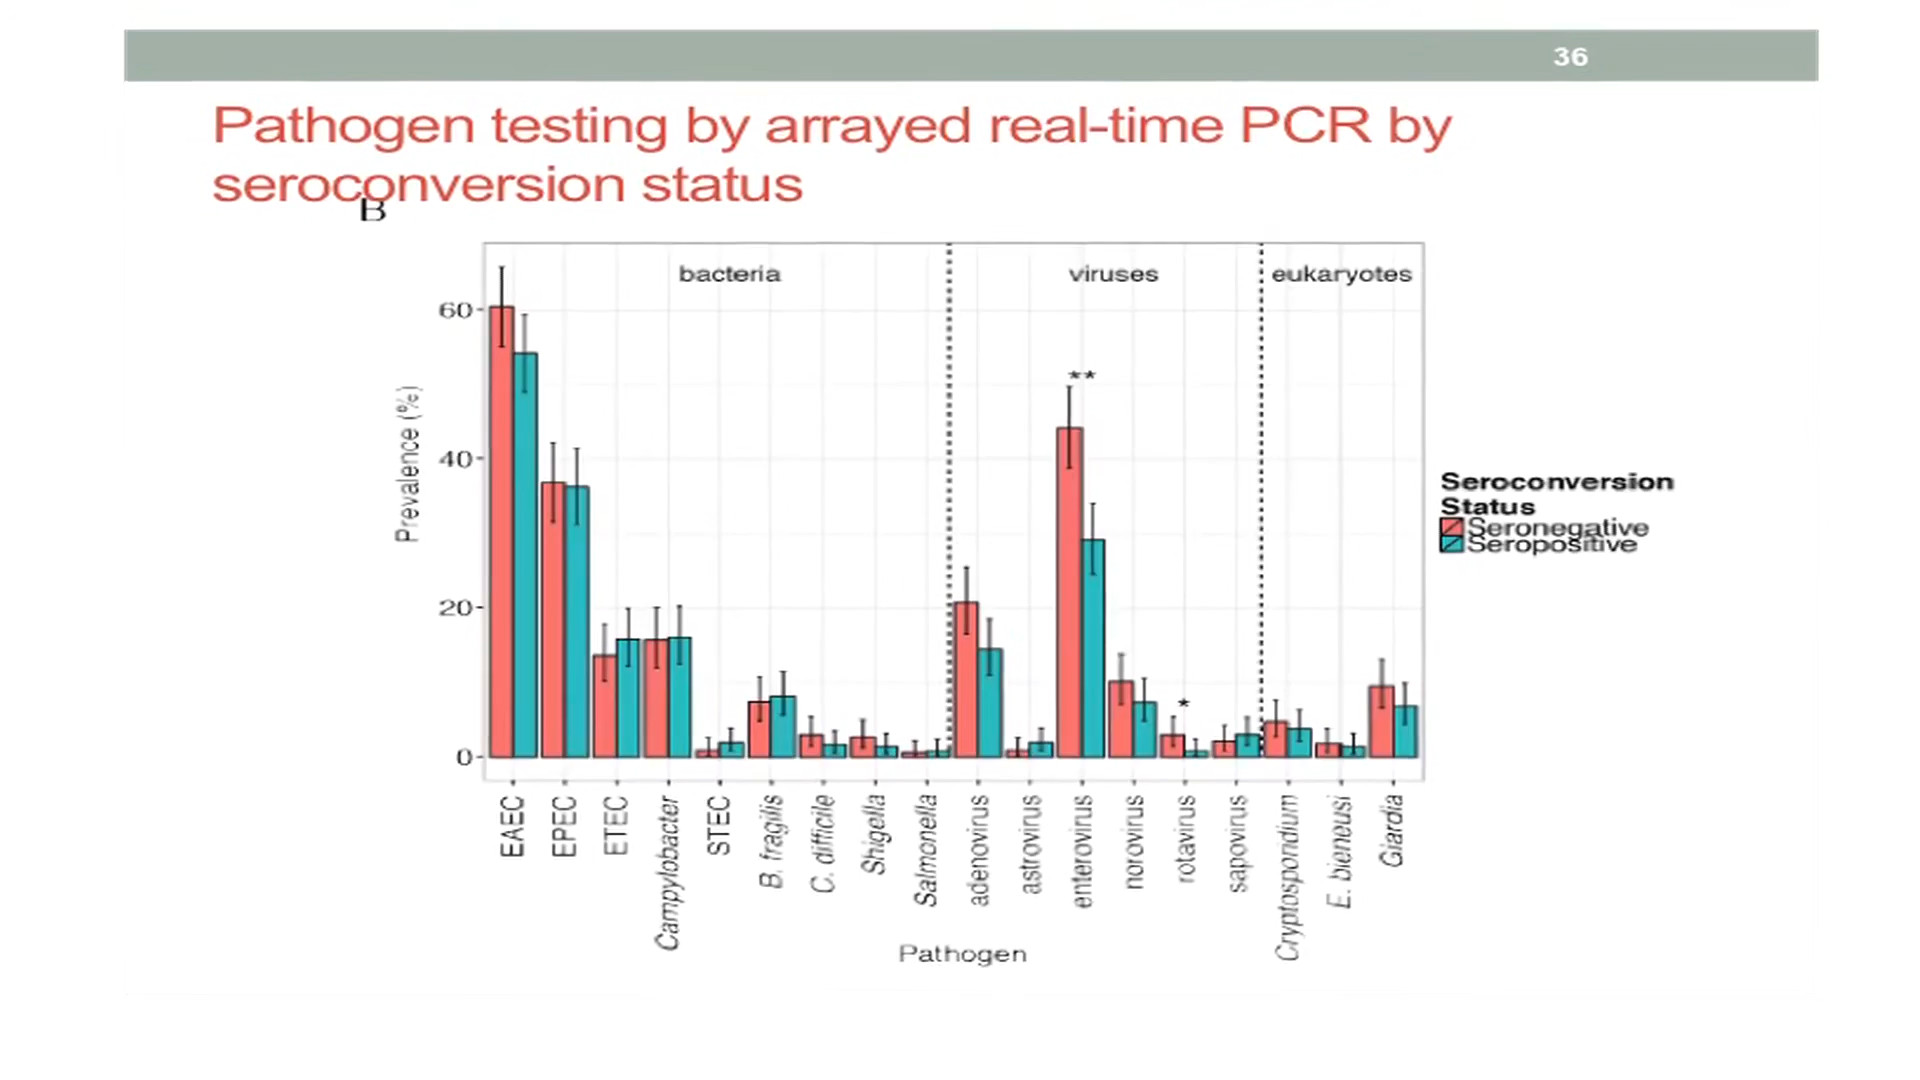 36
Pathogen testing by arrayed real-time PCR by
seroconversion status
B
bacteria
viruses
eukaryotes
60
40
20
0
Prevalence (%)
**
*
Seroconversion
Status
Seronegative
Seropositive
EAEC
EPEC
ETEC
Campylobacter
STEC
B. fragilis
C. difficile
Shigella
Salmonella
adenovirus
astrovirus
enterovirus
norovirus
rotavirus
sapovirus
Cryptosporidium
E. bieneusi
Giardia
Pathogen